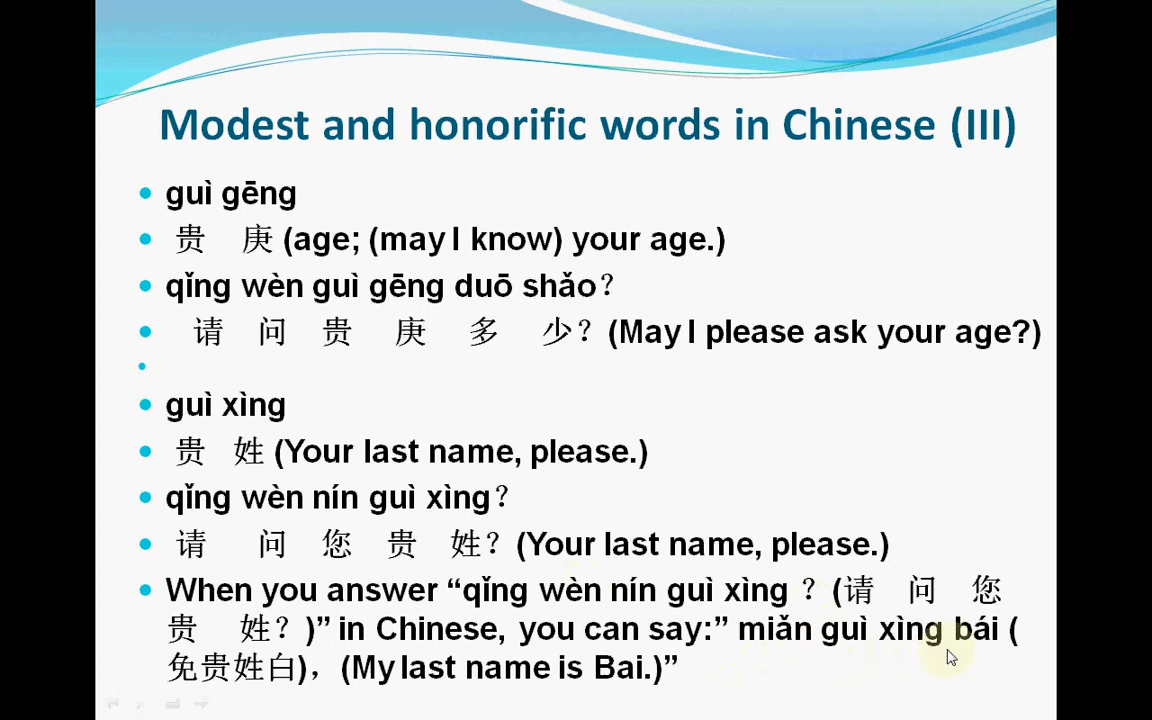 Modest and honorific words in Chinese (III)
guì gēng
贵 庚 (age; (may I know) your age.)
qǐng wèn guì gēng duō shǎo？
请 问 贵 庚 多 少？(May I please ask your age?)
guì xìng
贵 姓 (Your last name, please.)
qǐng wèn nín guì xìng？
请 问 您 贵 姓？(Your last name, please.)
When you answer “qǐng wèn nín guì xìng ？(请 问 您
贵 姓？)” in Chinese, you can say:” miǎn guì xìng bái (
免贵姓白)，(My last name is Bai.)”